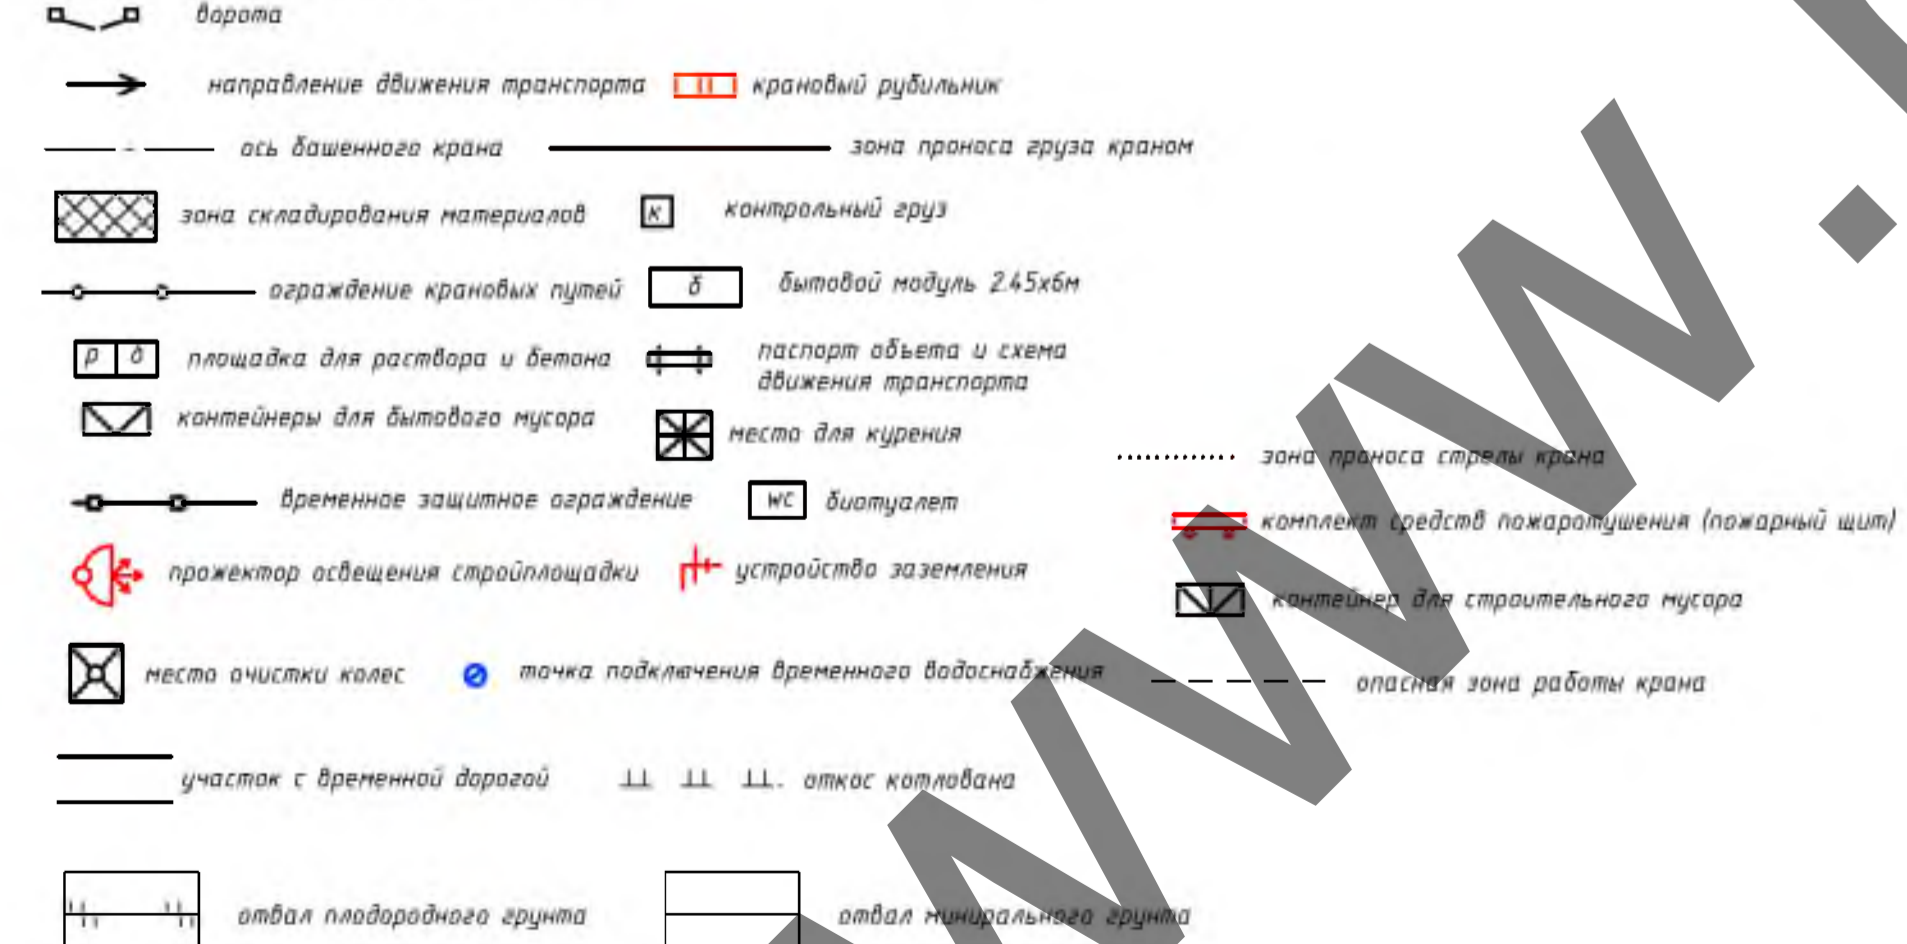 ворота
направление движения транспорта крановый рубильник
ось башенного крана зона проноса груза краном
зона складирования материалов к контрольный груз
ограждение крановых путей б бытовой модуль 2.45х6м
р б площадка для раствора и бетона паспорт объета и схема
движения транспорта
контейнеры для бытового мусора место для курения
зона проноса стрелы крана
временное защитное ограждение WC биотуалет
комплект средств пожаротушения (пожарный щит)
прожектор освещения стройплощадки устройство заземления
контейнер для строительного мусора
место очистки колес точка подключения временного водоснабжения
опасная зона работы крана
участок с временной дорогой откос котлована
отвал плодородного грунта отвал минирального грунта
www.